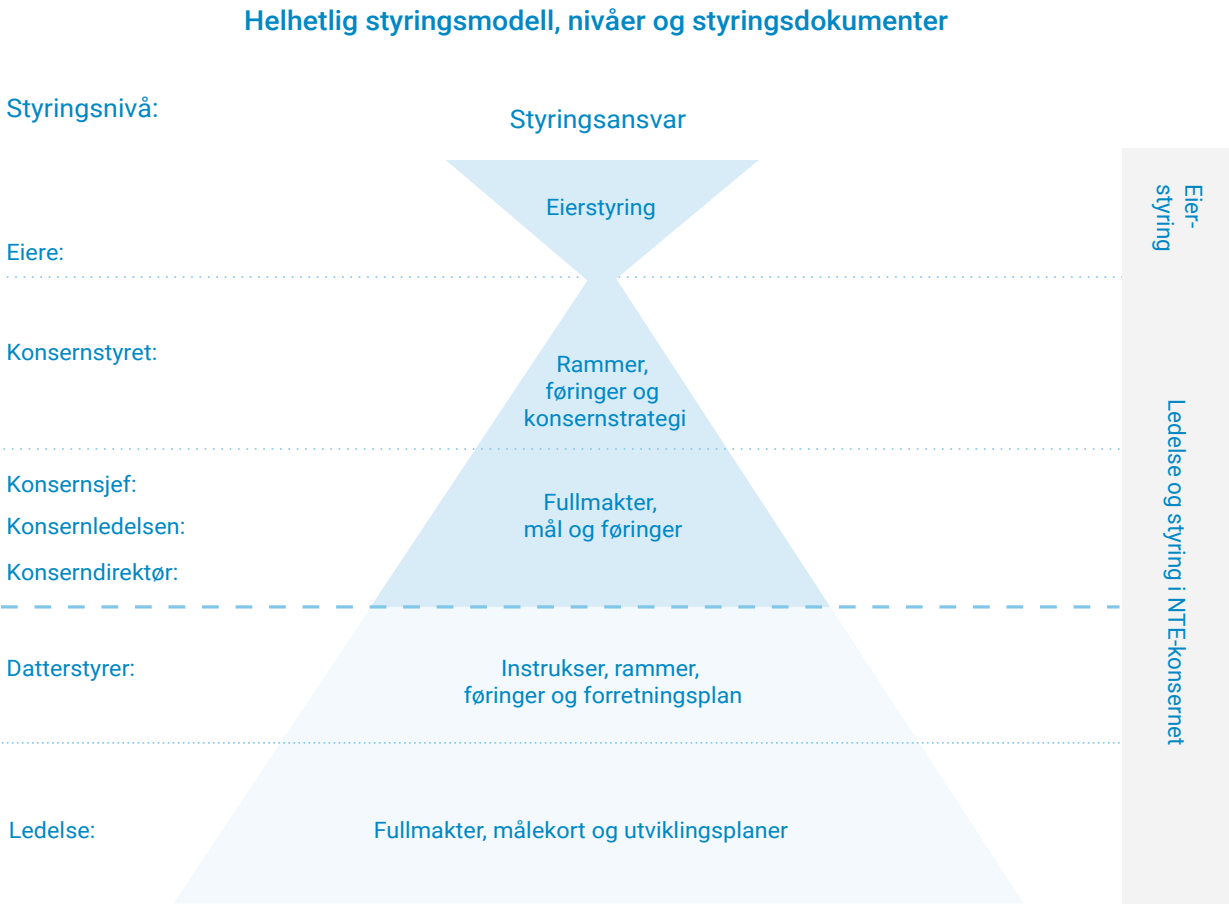 Helhetlig styringsmodell, nivåer og styringsdokumenter
Styringsnivå:
Styringsansvar
Eierstyring
Eiere:
Konsernstyret:
Rammer,
føringer og
konsernstrategi
Konsernsjef:
Konsernledelsen:
Konserndirektør:
Fullmakter,
mål og føringer
Datterstyrer:
Instrukser, rammer,
føringer og forretningsplan
Ledelse:
Fullmakter, målekort og utviklingsplaner
Eier-
styring
Ledelse og styring i NTE-konsernet